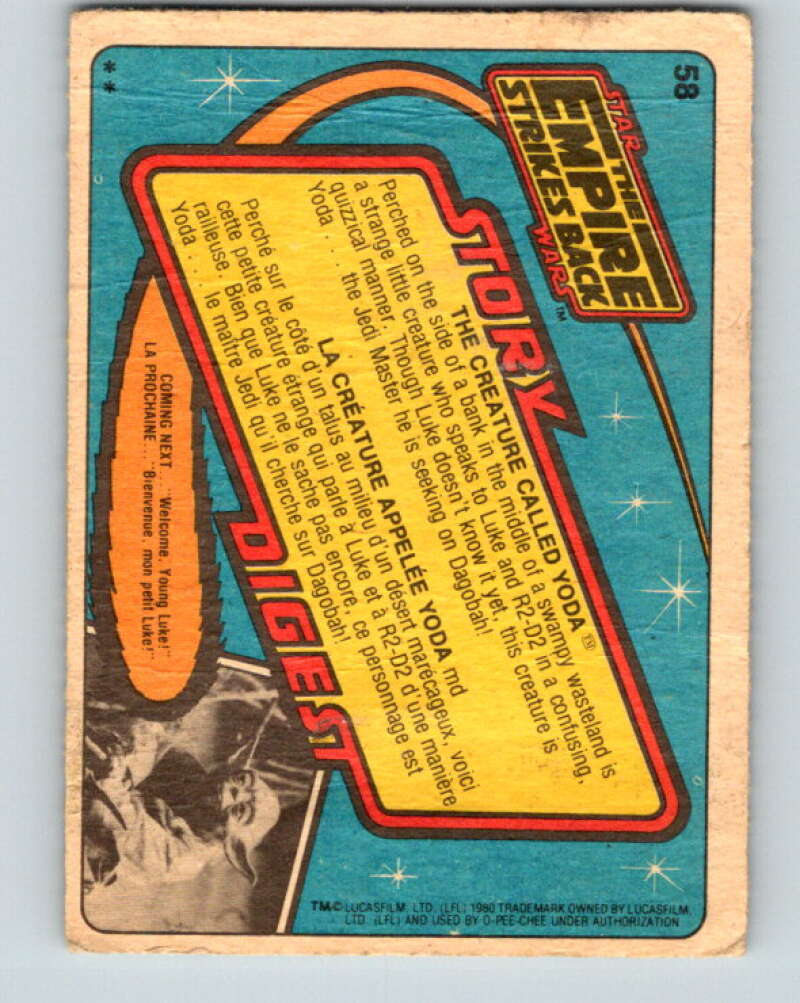 58
STAR
THE
EMPIRE
STRIKES BACK
WARS™
STORY
THE CREATURE CALLED YODA TM
Perched on the side of a bank in the middle of a swampy wasteland is
a strange little creature who speaks to Luke and R2-D2 in a confusing,
quizzical manner. Though Luke doesn't know it yet, this creature is
Yoda . . . the Jedi Master he is seeking on Dagobah!
LA CRÉATURE APPELÉE YODA md
Perché sur le côté d'un talus au milieu d'un désert marécageux, voici
cette petite créature étrange qui parle à Luke et à R2-D2 d'une manière
railleuse. Bien que Luke ne le sache pas encore, ce personnage est
Yoda . . . le maître Jedi qu'il cherche sur Dagobah!
DIGEST
COMING NEXT... "Welcome, Young Luke!"
LA PROCHAINE... "Bienvenue, mon petit Luke!"
**
TM© LUCASFILM, LTD. (LFL) 1980 TRADEMARK OWNED BY LUCASFILM,
LTD. (LFL) AND USED BY O-PEE-CHEE UNDER AUTHORIZATION